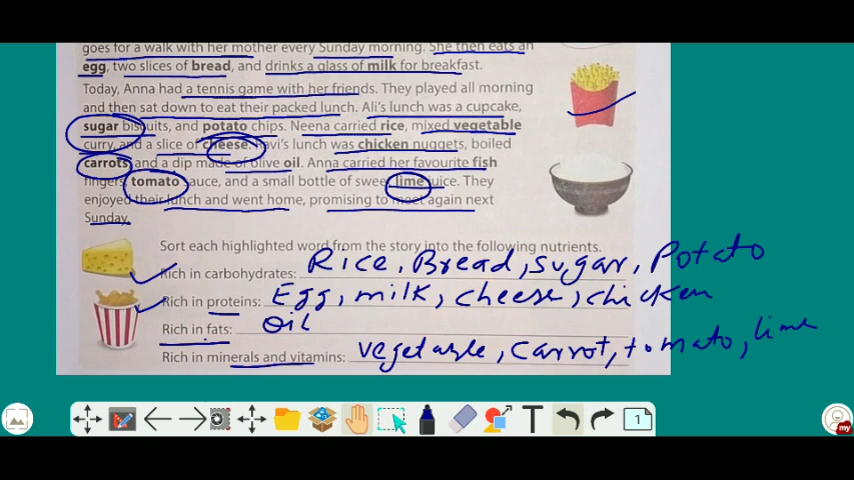 goes for a walk with her mother every Sunday morning. She then eats an
egg, two slices of bread, and drinks a glass of milk for breakfast.
Today, Anna had a tennis game with her friends. They played all morning
and then sat down to eat their packed lunch. Ali's lunch was a cupcake,
sugar biscuits, and potato chips. Neena carried rice, mixed vegetable
curry, and a slice of cheese. Ravi's lunch was chicken nuggets, boiled
carrots and a dip made of olive oil. Anna carried her favourite fish
fingers, tomato sauce, and a small bottle of sweet lime juice. They
enjoyed their lunch and went home, promising to meet again next
Sunday.
Sort each highlighted word from the story into the following nutrients.
Rich in carbohydrates: Rice, Bread, sugar, Potato
Rich in proteins: Egg, milk, cheese, chicken
Rich in fats: Oil
Rich in minerals and vitamins: vegetable, Carrot, tomato, lime
T
1
my